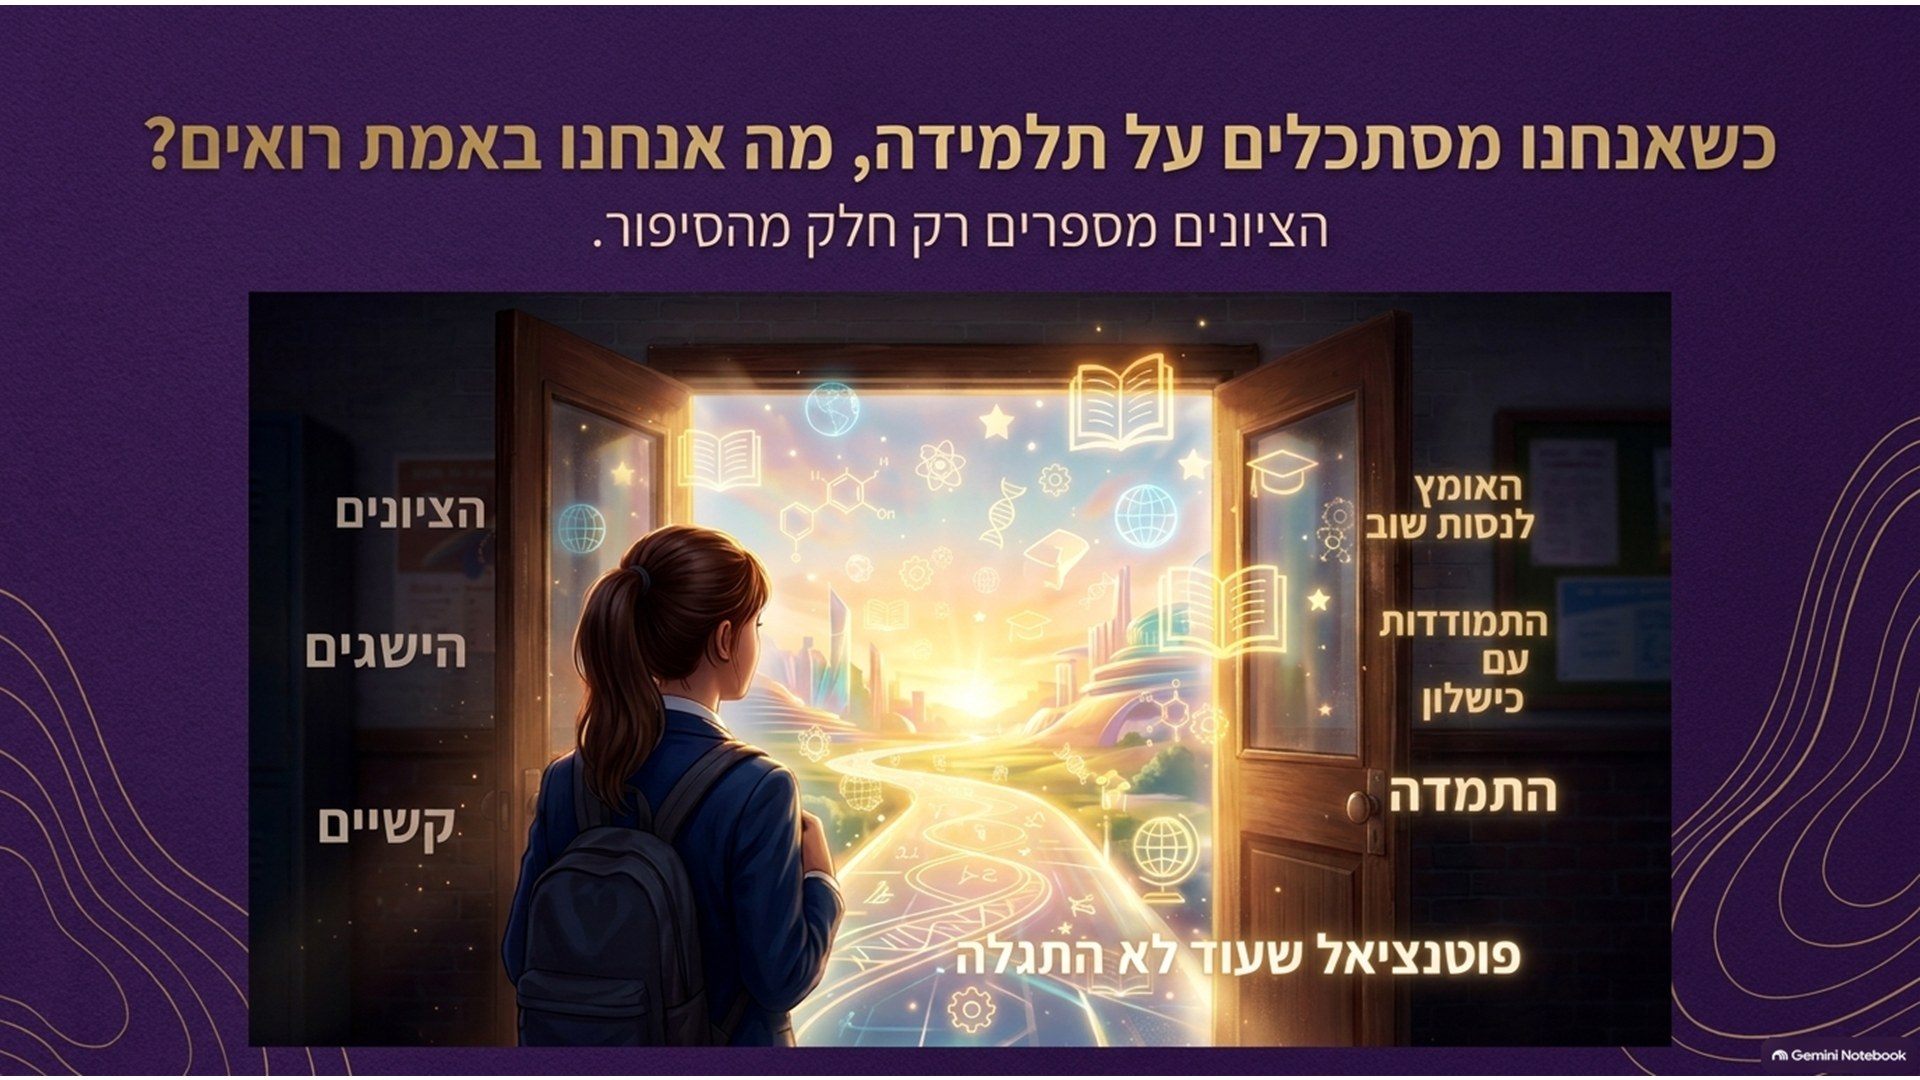 כשאנחנו מסתכלים על תלמידה, מה אנחנו באמת רואים?
הציונים מספרים רק חלק מהסיפור.
האומץ
לנסות שוב
התמודדות
עם
כישלון
התמדה
פוטנציאל שעוד לא התגלה
הציונים
הישגים
קשיים
Gemini Notebook